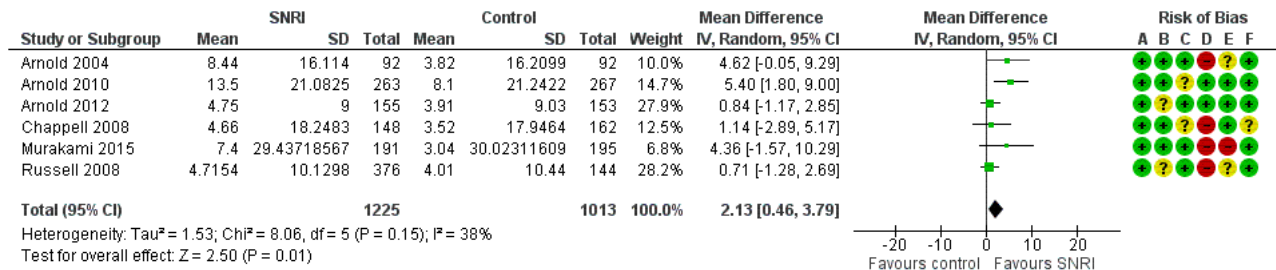 SNRI Control Mean Difference Mean Difference Risk of Bias
Study or Subgroup Mean SD Total Mean SD Total Weight IV, Random, 95% CI IV, Random, 95% CI A B C D E F
Arnold 2004 8.44 16.114 92 3.82 16.2099 92 10.0% 4.62 [-0.05, 9.29] + + + – ? +
Arnold 2010 13.5 21.0825 263 8.1 21.2422 267 14.7% 5.40 [1.80, 9.00] + + ? + + +
Arnold 2012 4.75 9 155 3.91 9.03 153 27.9% 0.84 [-1.17, 2.85] + ? + + + +
Chappell 2008 4.66 18.2483 148 3.52 17.9464 162 12.5% 1.14 [-2.89, 5.17] + + ? – + ?
Murakami 2015 7.4 29.43718567 191 3.04 30.02311609 195 6.8% 4.36 [-1.57, 10.29] + + + – – +
Russell 2008 4.7154 10.1298 376 4.01 10.44 144 28.2% 0.71 [-1.28, 2.69] + ? + – ? +
Total (95% CI) 1225 1013 100.0% 2.13 [0.46, 3.79]
Heterogeneity: Tau² = 1.53; Chi² = 8.06, df = 5 (P = 0.15); I² = 38%
Test for overall effect: Z = 2.50 (P = 0.01)
-20 -10 0 10 20
Favours control Favours SNRI